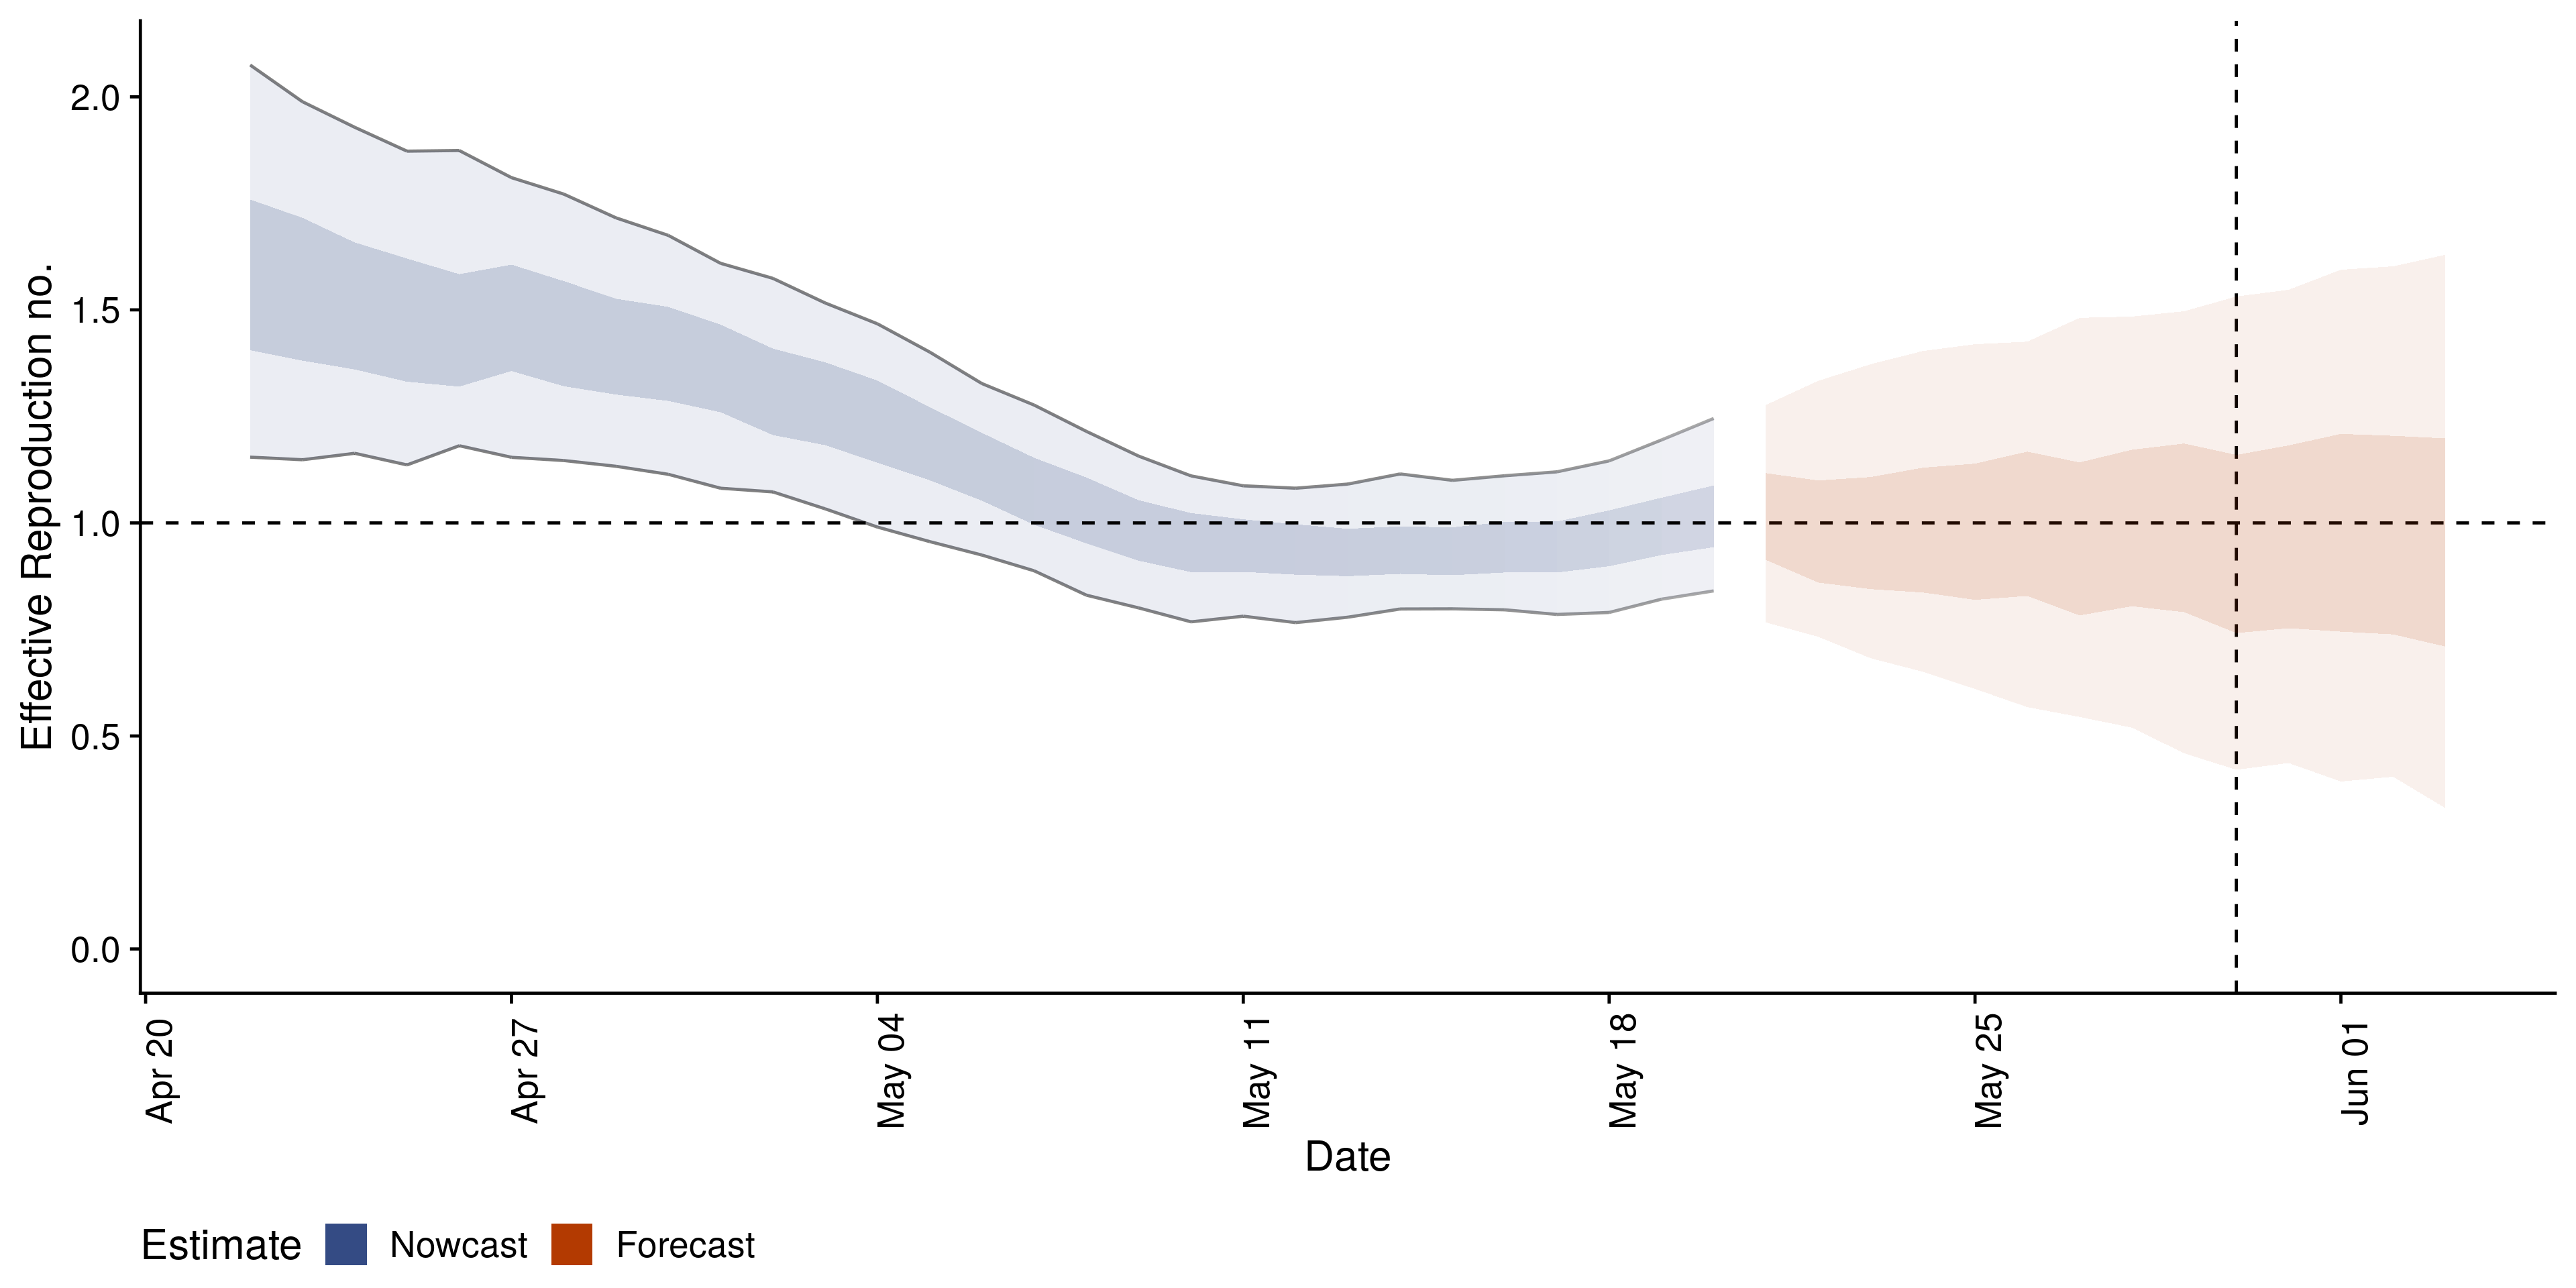 Effective Reproduction no.
2.0
1.5
1.0
0.5
0.0
Apr 20
Apr 27
May 04
May 11
May 18
May 25
Jun 01
Date
Estimate Nowcast Forecast